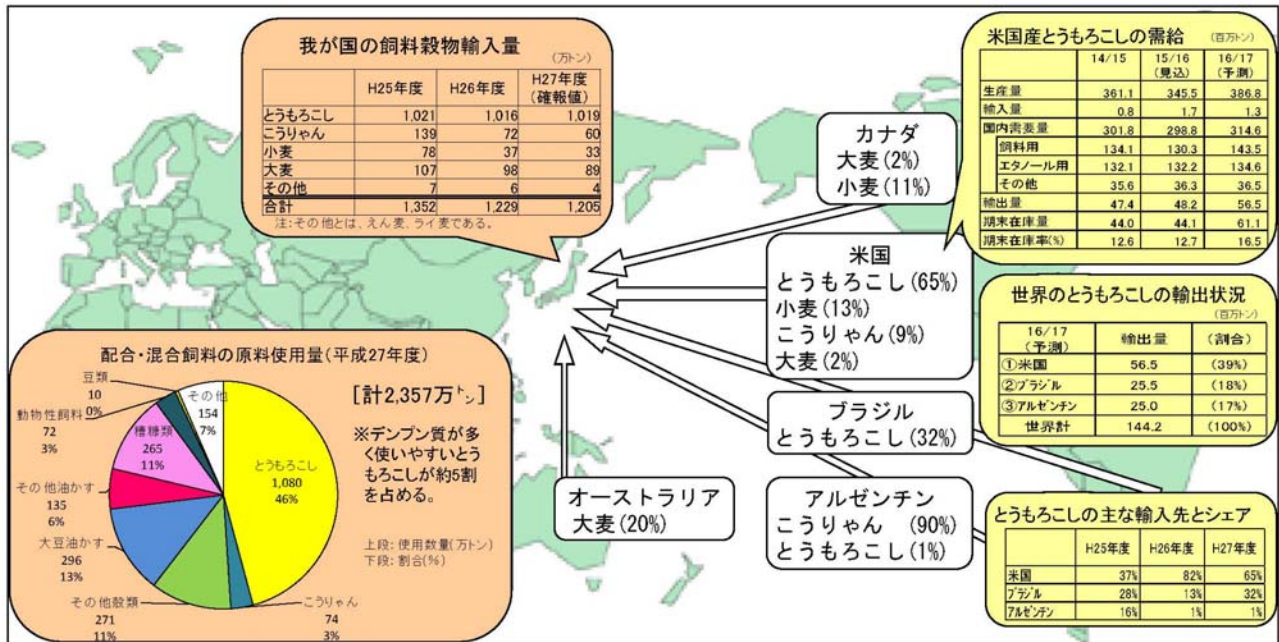 我が国の飼料穀物輸入量
(万トン)
H25年度 H26年度 H27年度(確報値)
とうもろこし 1,021 1,016 1,019
こうりゃん 139 72 60
小麦 78 37 33
大麦 107 98 89
その他 7 6 4
合計 1,352 1,229 1,205
注:その他とは、えん麦、ライ麦である。
米国産とうもろこしの需給 (百万トン)
14/15 15/16(見込) 16/17(予測)
生産量 361.1 345.5 386.8
輸入量 0.8 1.7 1.3
国内需要量 301.8 298.8 314.6
飼料用 134.1 130.3 143.5
エタノール用 132.1 132.2 134.6
その他 35.6 36.3 36.5
輸出量 47.4 48.2 56.5
期末在庫量 44.0 44.1 61.1
期末在庫率(%) 12.6 12.7 16.5
カナダ
大麦(2%)
小麦(11%)
米国
とうもろこし(65%)
小麦(13%)
こうりゃん(9%)
大麦(2%)
世界のとうもろこしの輸出状況
(百万トン)
16/17(予測) 輸出量 (割合)
①米国 56.5 (39%)
②ブラジル 25.5 (18%)
③アルゼンチン 25.0 (17%)
世界計 144.2 (100%)
配合・混合飼料の原料使用量(平成27年度)
[計2,357万トン]
※デンプン質が多
く使いやすいとう
もろこしが約5割
を占める。
上段:使用数量(万トン)
下段:割合(%)
豆類
10
0%
その他
154
7%
動物性飼料
72
3%
糟糠類
265
11%
とうもろこし
1,080
46%
その他油かす
135
6%
大豆油かす
296
13%
その他穀類
271
11%
こうりゃん
74
3%
ブラジル
とうもろこし(32%)
オーストラリア
大麦(20%)
アルゼンチン
こうりゃん (90%)
とうもろこし(1%)
とうもろこしの主な輸入先とシェア
H25年度 H26年度 H27年度
米国 37% 82% 65%
ブラジル 28% 13% 32%
アルゼンチン 16% 1% 1%